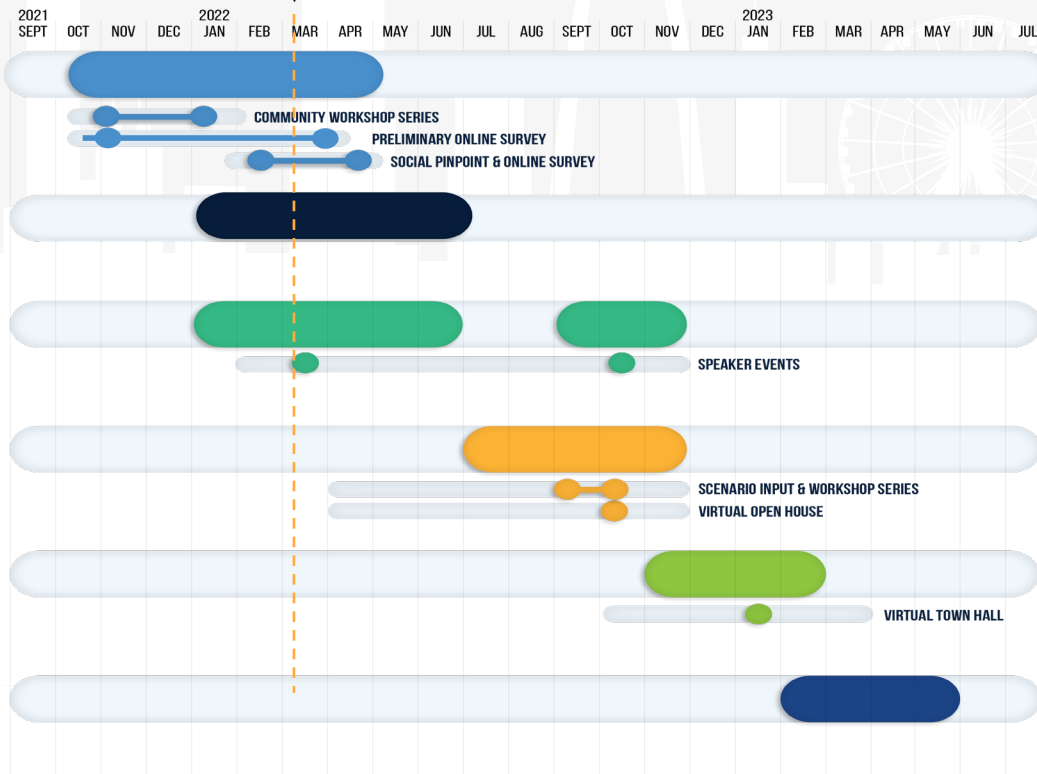 2021 2022 2023
SEPT OCT NOV DEC JAN FEB MAR APR MAY JUN JUL AUG SEPT OCT NOV DEC JAN FEB MAR APR MAY JUN JUL
COMMUNITY WORKSHOP SERIES
PRELIMINARY ONLINE SURVEY
SOCIAL PINPOINT & ONLINE SURVEY
SPEAKER EVENTS
SCENARIO INPUT & WORKSHOP SERIES
VIRTUAL OPEN HOUSE
VIRTUAL TOWN HALL